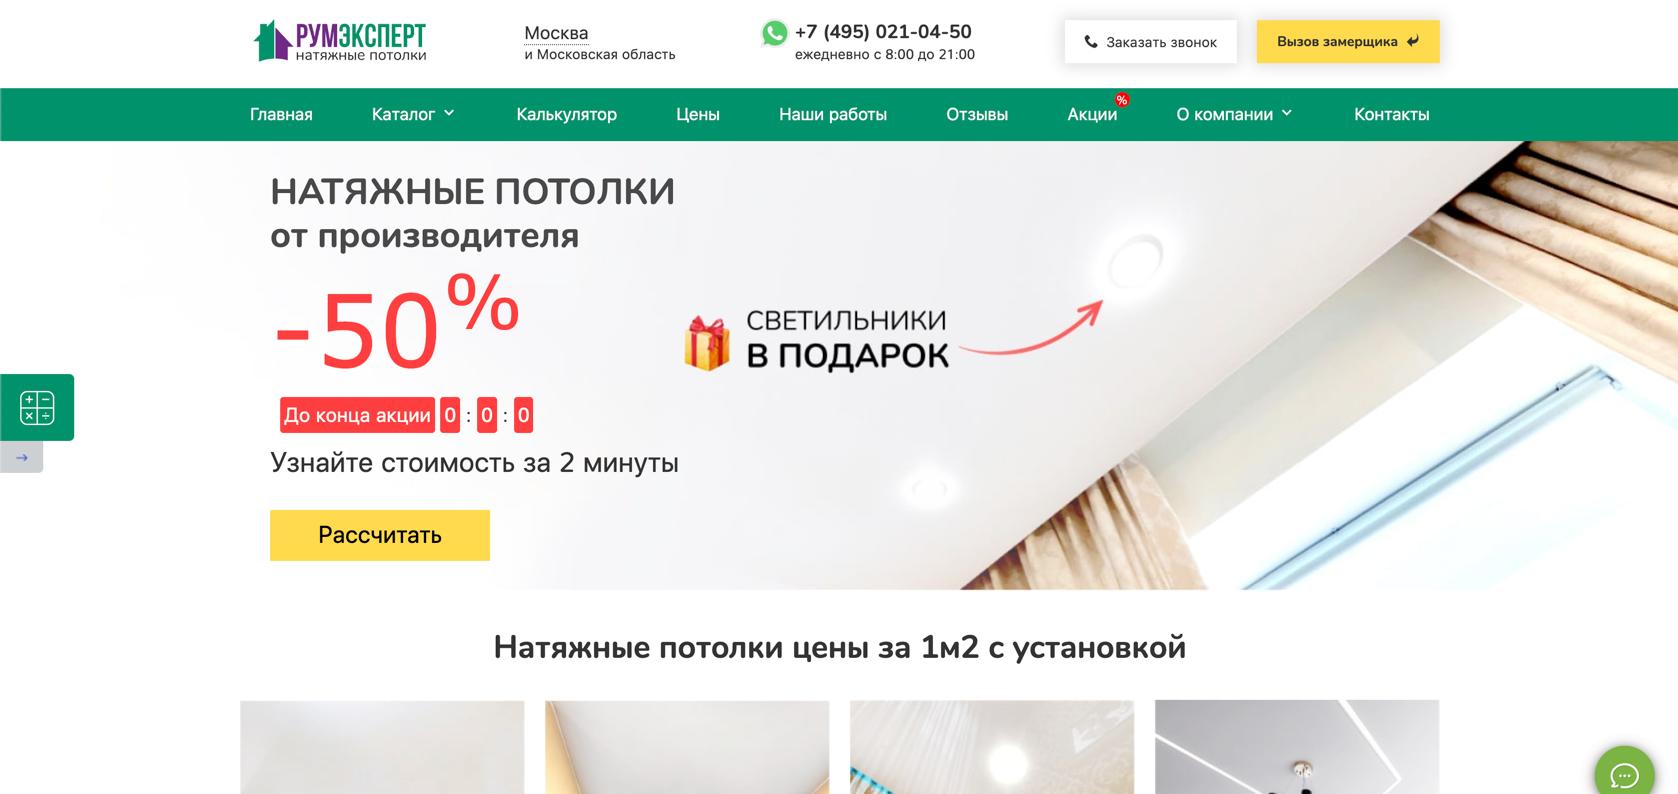 РУМЭКСПЕРТ
натяжные потолки
Москва
и Московская область
+7 (495) 021-04-50
ежедневно с 8:00 до 21:00
Заказать звонок
Вызов замерщика
Главная
Каталог
Калькулятор
Цены
Наши работы
Отзывы
Акции
%
О компании
Контакты
НАТЯЖНЫЕ ПОТОЛКИ
от производителя
-50%
СВЕТИЛЬНИКИ
В ПОДАРОК
До конца акции 0 : 0 : 0
Узнайте стоимость за 2 минуты
Рассчитать
Натяжные потолки цены за 1м2 с установкой